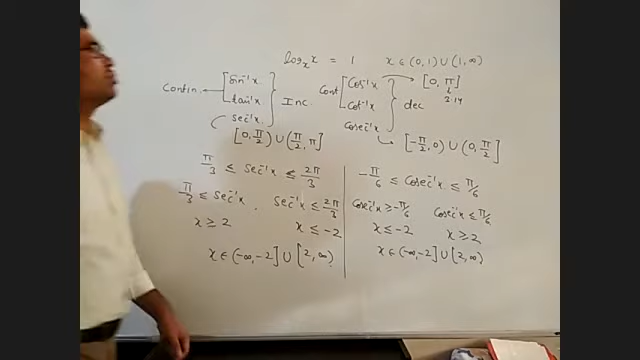 log_x x = 1 x ∈ (0, 1) ∪ (1, ∞)
Contin. ← [ Sin⁻¹x tan⁻¹x
Sec⁻¹x } Inc.
[0, π/2) ∪ (π/2, π]
Cont [ Cos⁻¹x Cot⁻¹x
Cosec⁻¹x } dec
[0, π]
3.14
[-π/2, 0) ∪ (0, π/2]
π/3 ≤ Sec⁻¹x ≤ 2π/3
π/3 ≤ Sec⁻¹x . Sec⁻¹x ≤ 2π/3
x ≥ 2 x ≤ -2
x ∈ (-∞, -2] ∪ [2, ∞)
-π/6 ≤ Cosec⁻¹x ≤ π/6
Cosec⁻¹x ≥ -π/6 Cosec⁻¹x ≤ π/6
x ≤ -2 x ≥ 2
x ∈ (-∞, -2] ∪ [2, ∞)